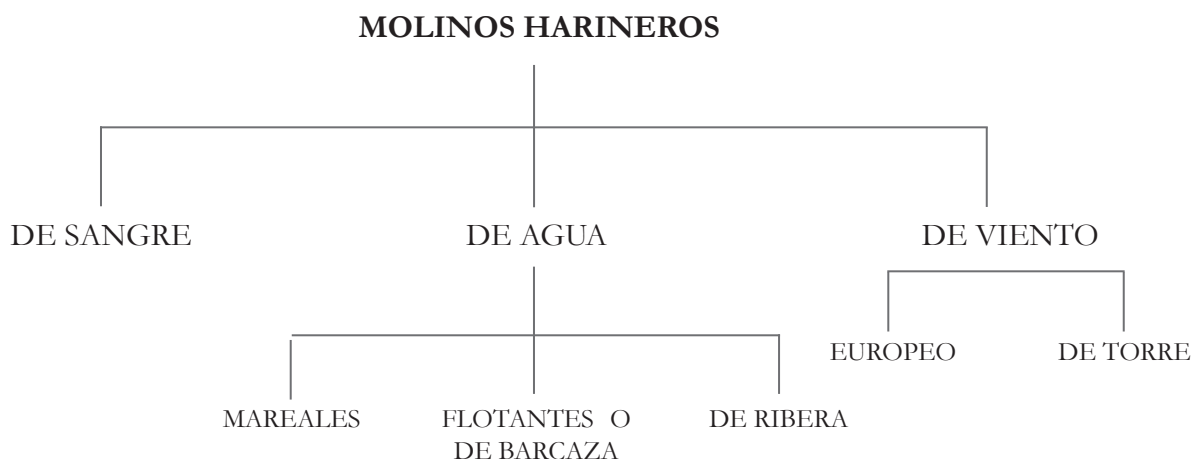 MOLINOS HARINEROS
DE SANGRE
DE AGUA
DE VIENTO
EUROPEO
DE TORRE
MAREALES
FLOTANTES O
DE BARCAZA
DE RIBERA